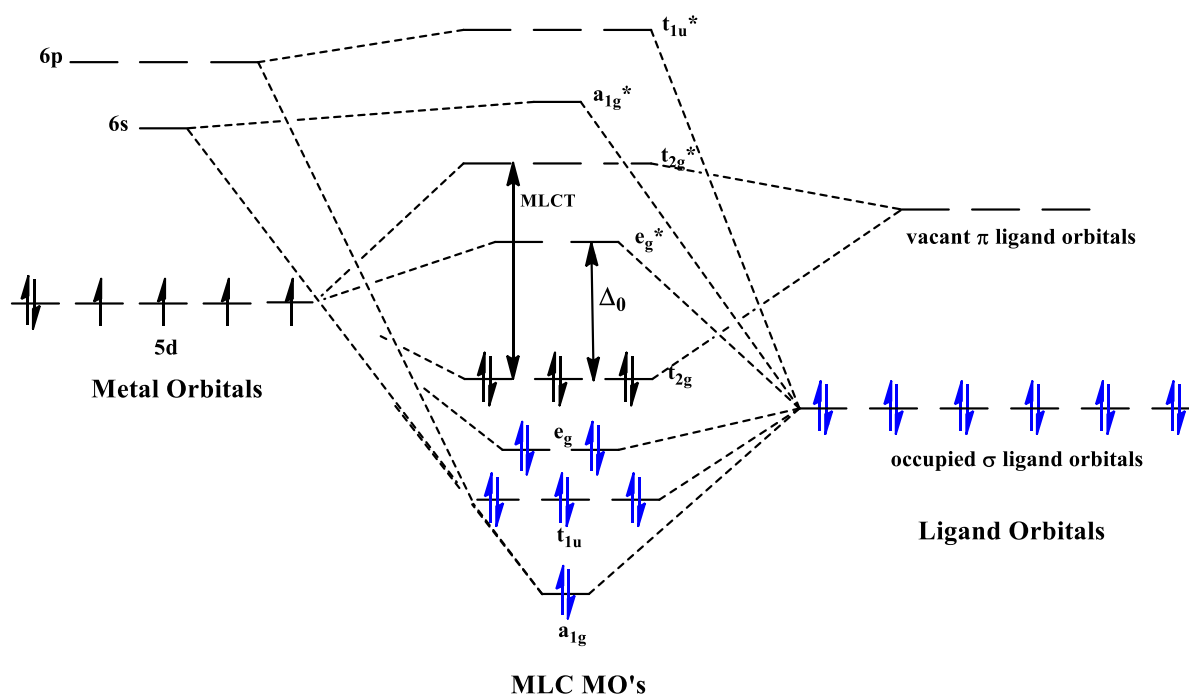 t₁ᵤ*
6p
a₁g*
6s
t₂g*
MLCT
vacant π ligand orbitals
eg*
Δ₀
5d
Metal Orbitals
t₂g
eg
occupied σ ligand orbitals
t₁ᵤ
Ligand Orbitals
a₁g
MLC MO's